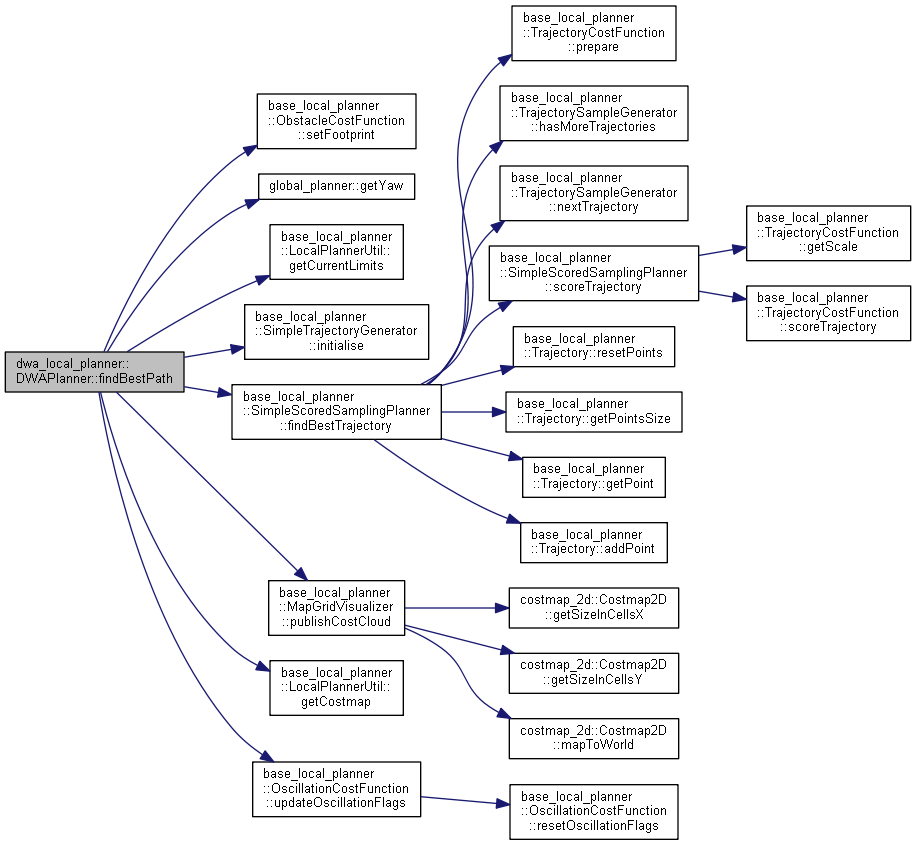 dwa_local_planner::
DWAPlanner::findBestPath
base_local_planner
::ObstacleCostFunction
::setFootprint
global_planner::getYaw
base_local_planner
::LocalPlannerUtil::
getCurrentLimits
base_local_planner
::SimpleTrajectoryGenerator
::initialise
base_local_planner
::SimpleScoredSamplingPlanner
::findBestTrajectory
base_local_planner
::MapGridVisualizer
::publishCostCloud
base_local_planner
::LocalPlannerUtil::
getCostmap
base_local_planner
::OscillationCostFunction
::updateOscillationFlags
base_local_planner
::TrajectoryCostFunction
::prepare
base_local_planner
::TrajectorySampleGenerator
::hasMoreTrajectories
base_local_planner
::TrajectorySampleGenerator
::nextTrajectory
base_local_planner
::SimpleScoredSamplingPlanner
::scoreTrajectory
base_local_planner
::Trajectory::resetPoints
base_local_planner
::Trajectory::getPointsSize
base_local_planner
::Trajectory::getPoint
base_local_planner
::Trajectory::addPoint
costmap_2d::Costmap2D
::getSizeInCellsX
costmap_2d::Costmap2D
::getSizeInCellsY
costmap_2d::Costmap2D
::mapToWorld
base_local_planner
::OscillationCostFunction
::resetOscillationFlags
base_local_planner
::TrajectoryCostFunction
::getScale
base_local_planner
::TrajectoryCostFunction
::scoreTrajectory